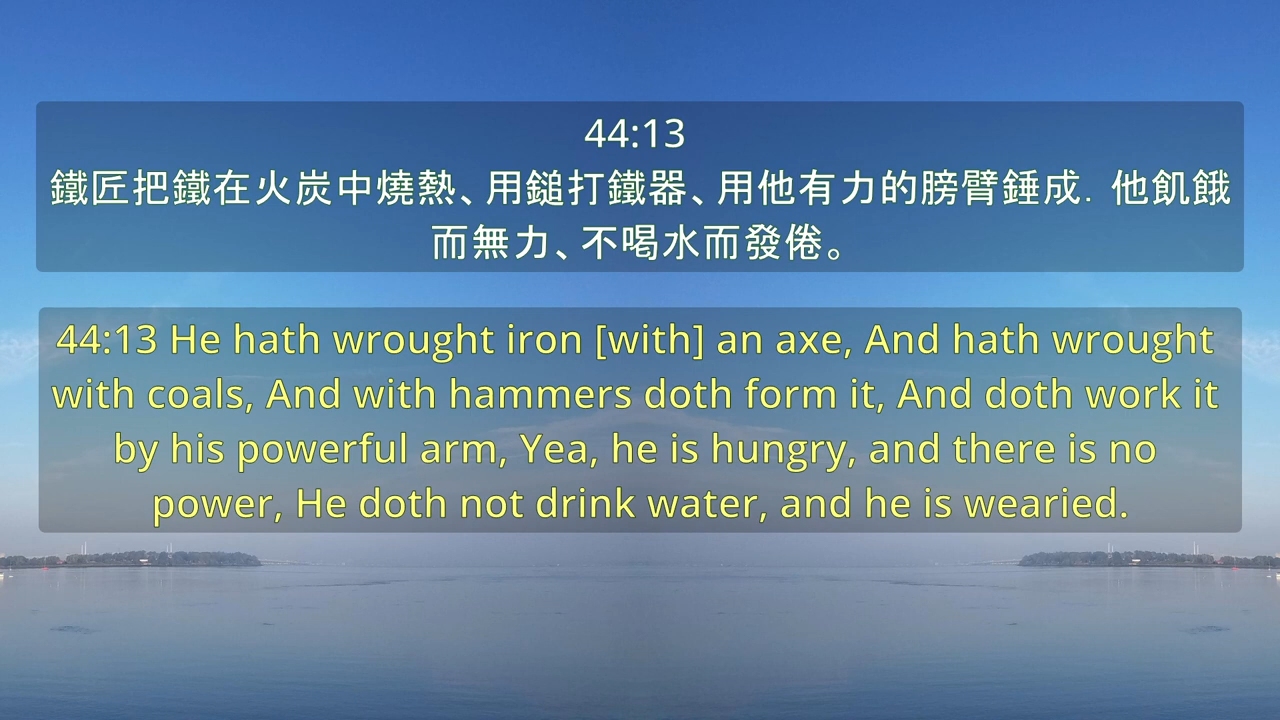 44:13
鐵匠把鐵在火炭中燒熱、用鎚打鐵器、用他有力的膀臂錘成．他飢餓
而無力、不喝水而發倦。
44:13 He hath wrought iron [with] an axe, And hath wrought
with coals, And with hammers doth form it, And doth work it
by his powerful arm, Yea, he is hungry, and there is no
power, He doth not drink water, and he is wearied.